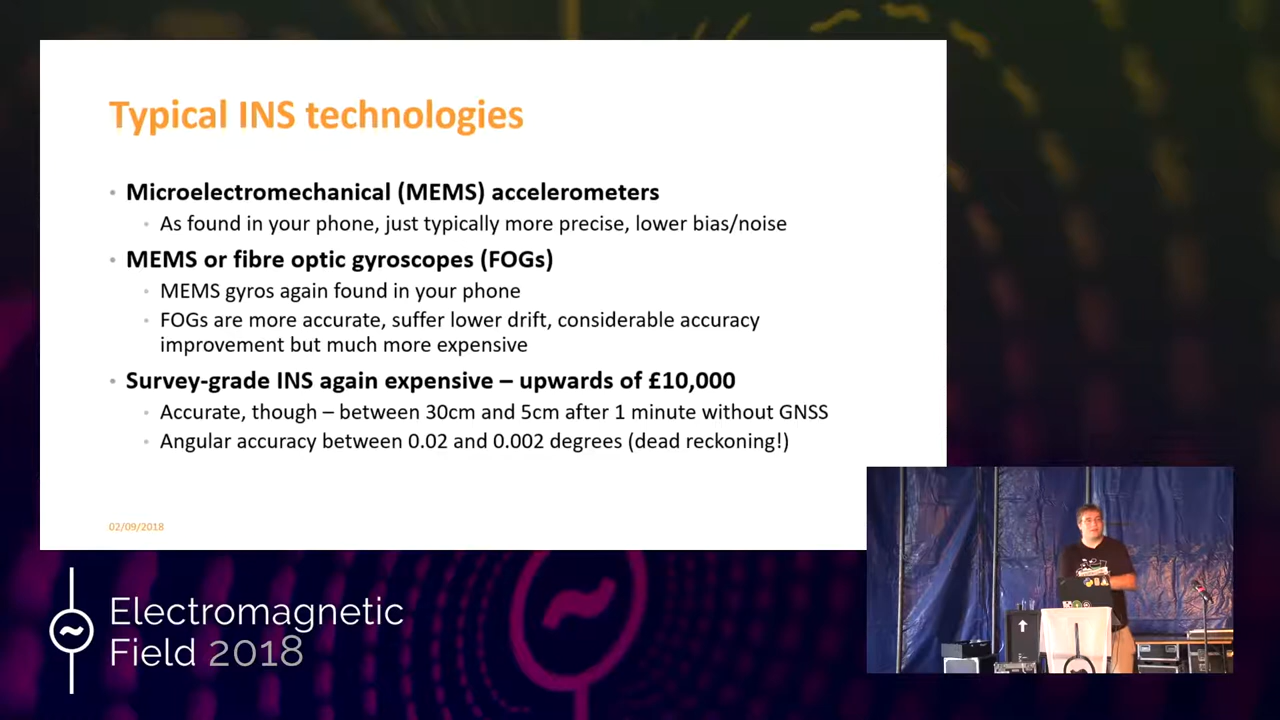 Typical INS technologies
• Microelectromechanical (MEMS) accelerometers
• As found in your phone, just typically more precise, lower bias/noise
• MEMS or fibre optic gyroscopes (FOGs)
• MEMS gyros again found in your phone
• FOGs are more accurate, suffer lower drift, considerable accuracy
improvement but much more expensive
• Survey-grade INS again expensive – upwards of £10,000
• Accurate, though – between 30cm and 5cm after 1 minute without GNSS
• Angular accuracy between 0.02 and 0.002 degrees (dead reckoning!)
02/09/2018
Electromagnetic
Field 2018